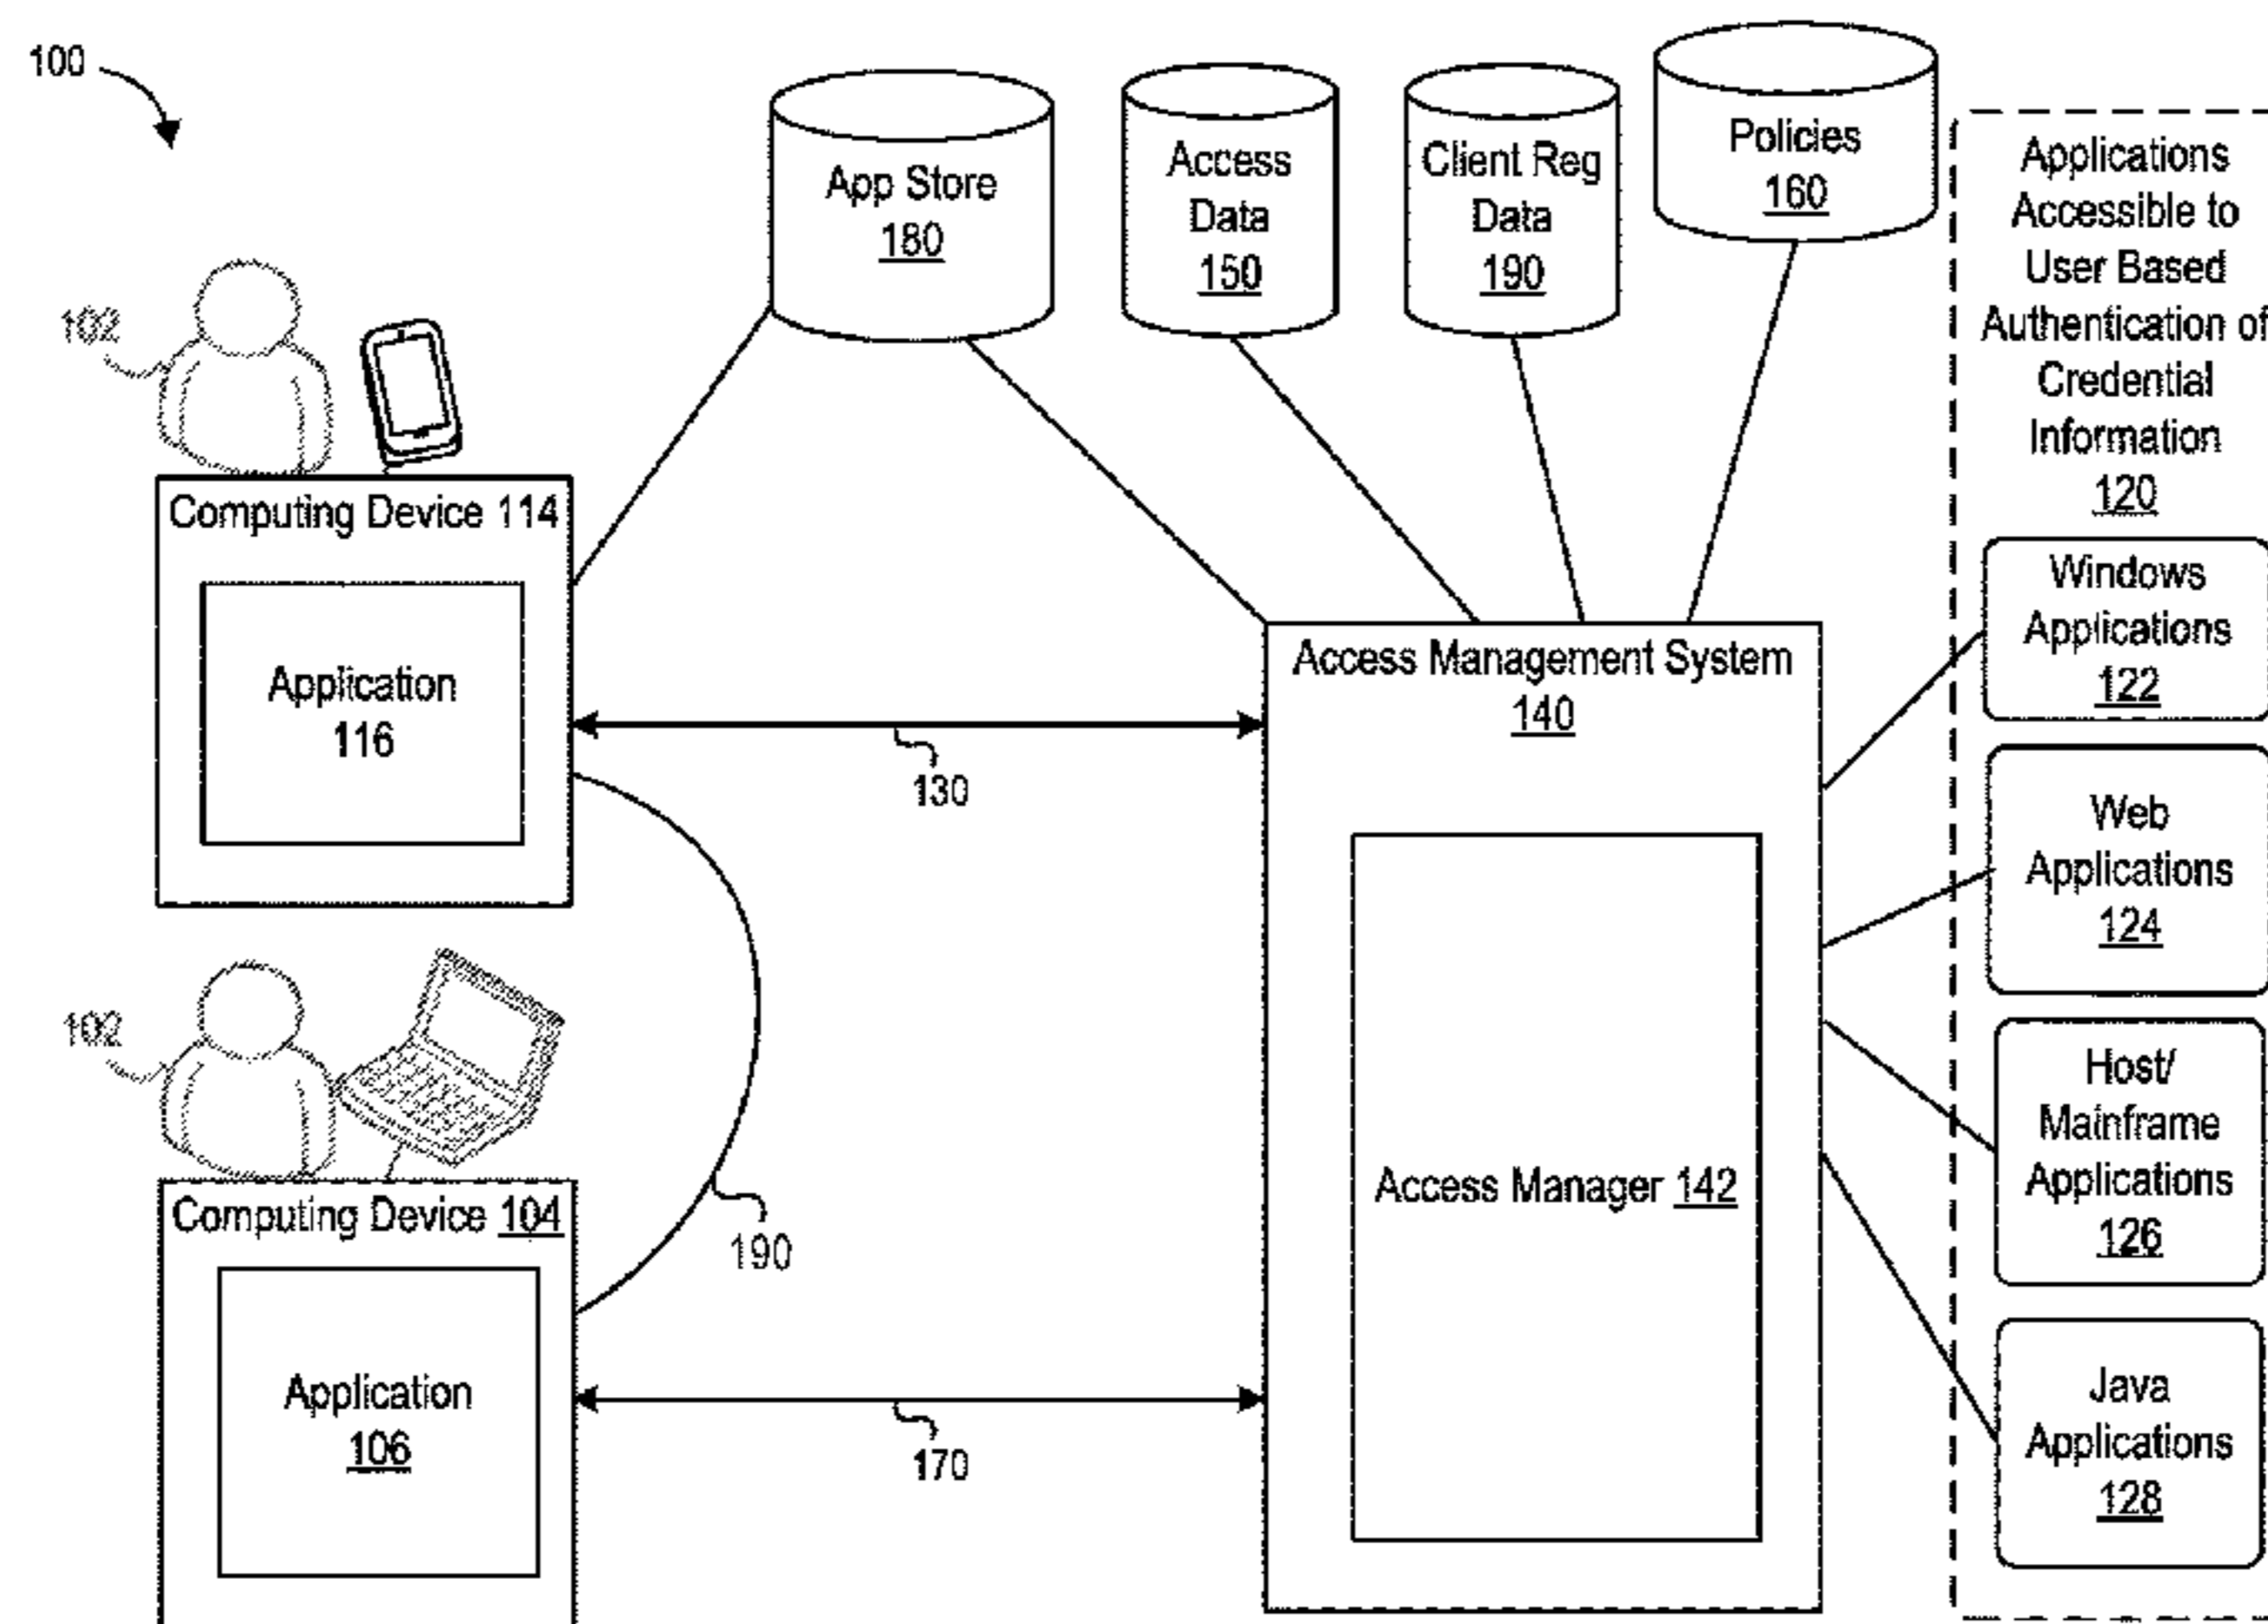 100
App Store
180
Access
Data
150
Client Reg
Data
190
Policies
160
Applications
Accessible to
User Based
Authentication of
Credential
Information
120
102
Computing Device 114
Application
116
130
Access Management System
140
Access Manager 142
Windows
Applications
122
Web
Applications
124
Host/
Mainframe
Applications
126
Java
Applications
128
102
Computing Device 104
Application
106
190
170